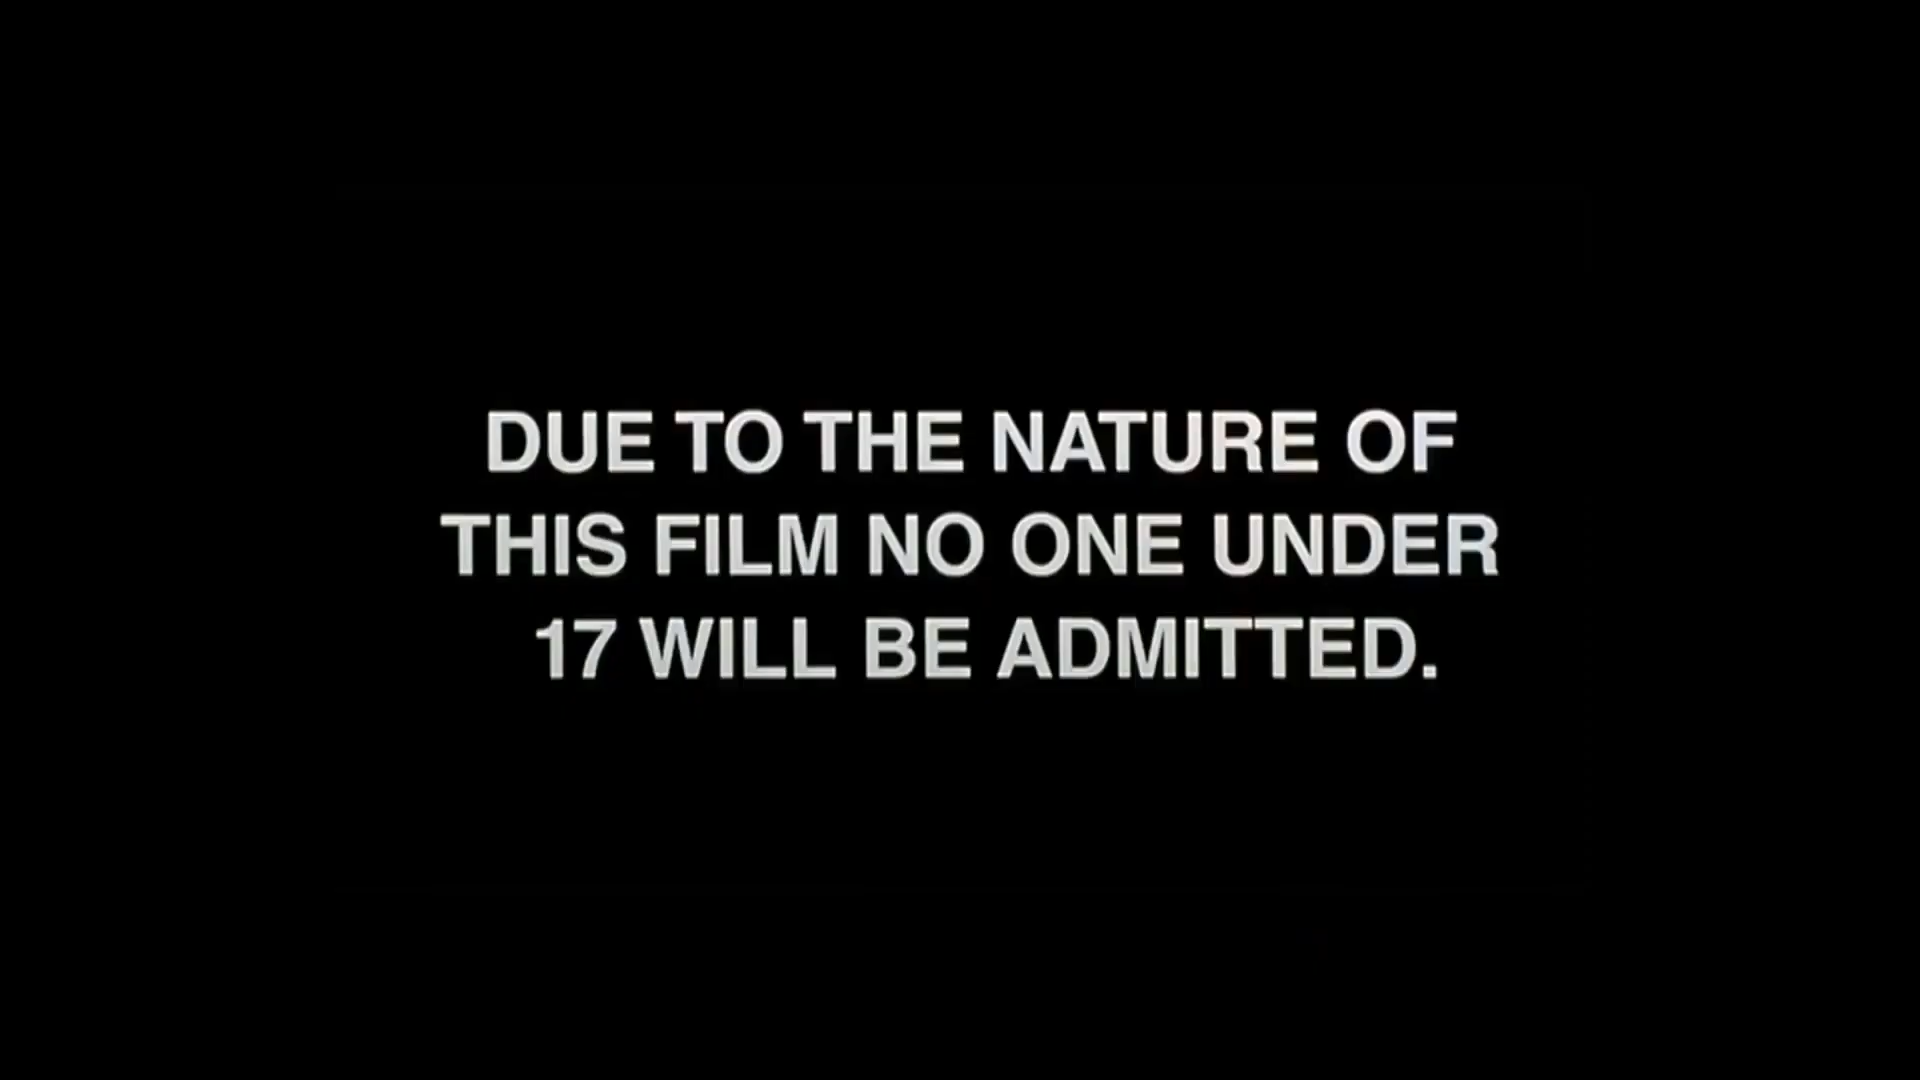 DUE TO THE NATURE OF
THIS FILM NO ONE UNDER
17 WILL BE ADMITTED.